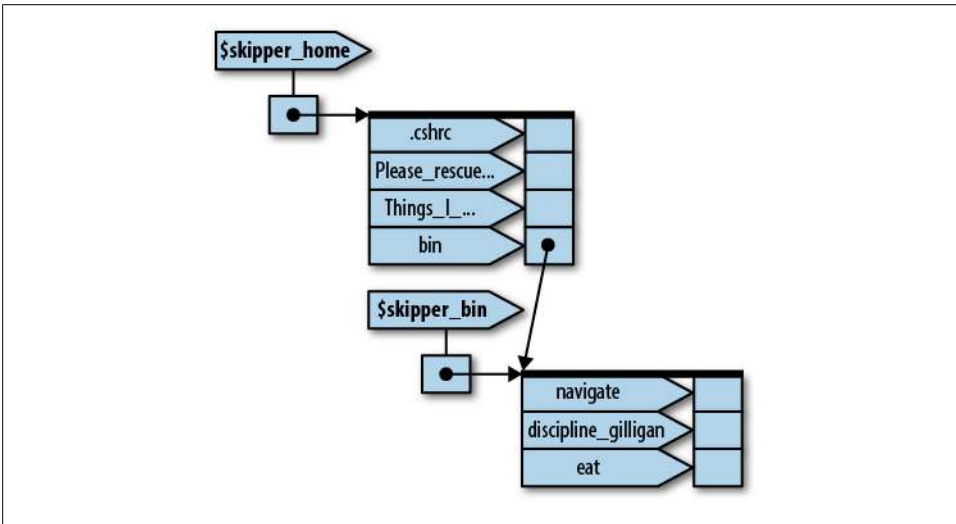 $skipper_home
.cshrc
Please_rescue...
Things_I_...
bin
$skipper_bin
navigate
discipline_gilligan
eat